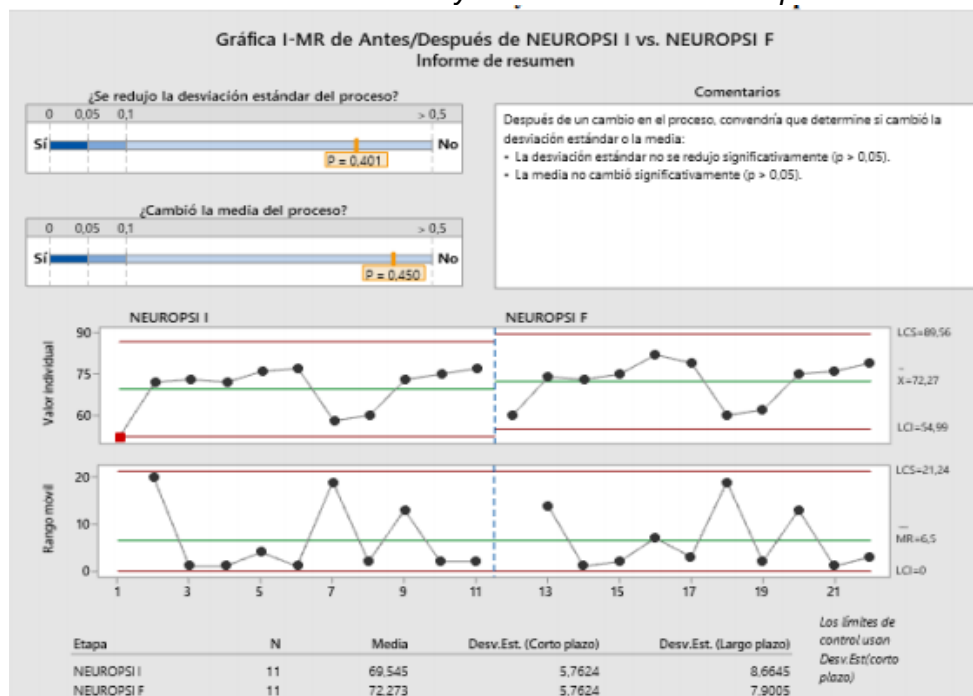 Gráfica I-MR de Antes/Después de NEUROPSI I vs. NEUROPSI F
Informe de resumen
¿Se redujo la desviación estándar del proceso?
0 0,05 0,1 > 0,5
Sí No
P = 0,401
¿Cambió la media del proceso?
0 0,05 0,1 > 0,5
Sí No
P = 0,450
Comentarios
Después de un cambio en el proceso, convendría que determine si cambió la
desviación estándar o la media:
• La desviación estándar no se redujo significativamente (p > 0,05).
• La media no cambió significativamente (p > 0,05).
NEUROPSI I NEUROPSI F
Valor individual
90
75
60
LCS=89,56
X=72,27
LCI=54,99
Rango móvil
20
10
0
LCS=21,24
MR=6,5
LCI=0
1 3 5 7 9 11 13 15 17 19 21
Etapa N Media Desv.Est. (Corto plazo) Desv.Est. (Largo plazo)
NEUROPSI I 11 69,545 5,7624 8,6645
NEUROPSI F 11 72,273 5,7624 7,9005
Los límites de
control usan
Desv.Est(corto
plazo)